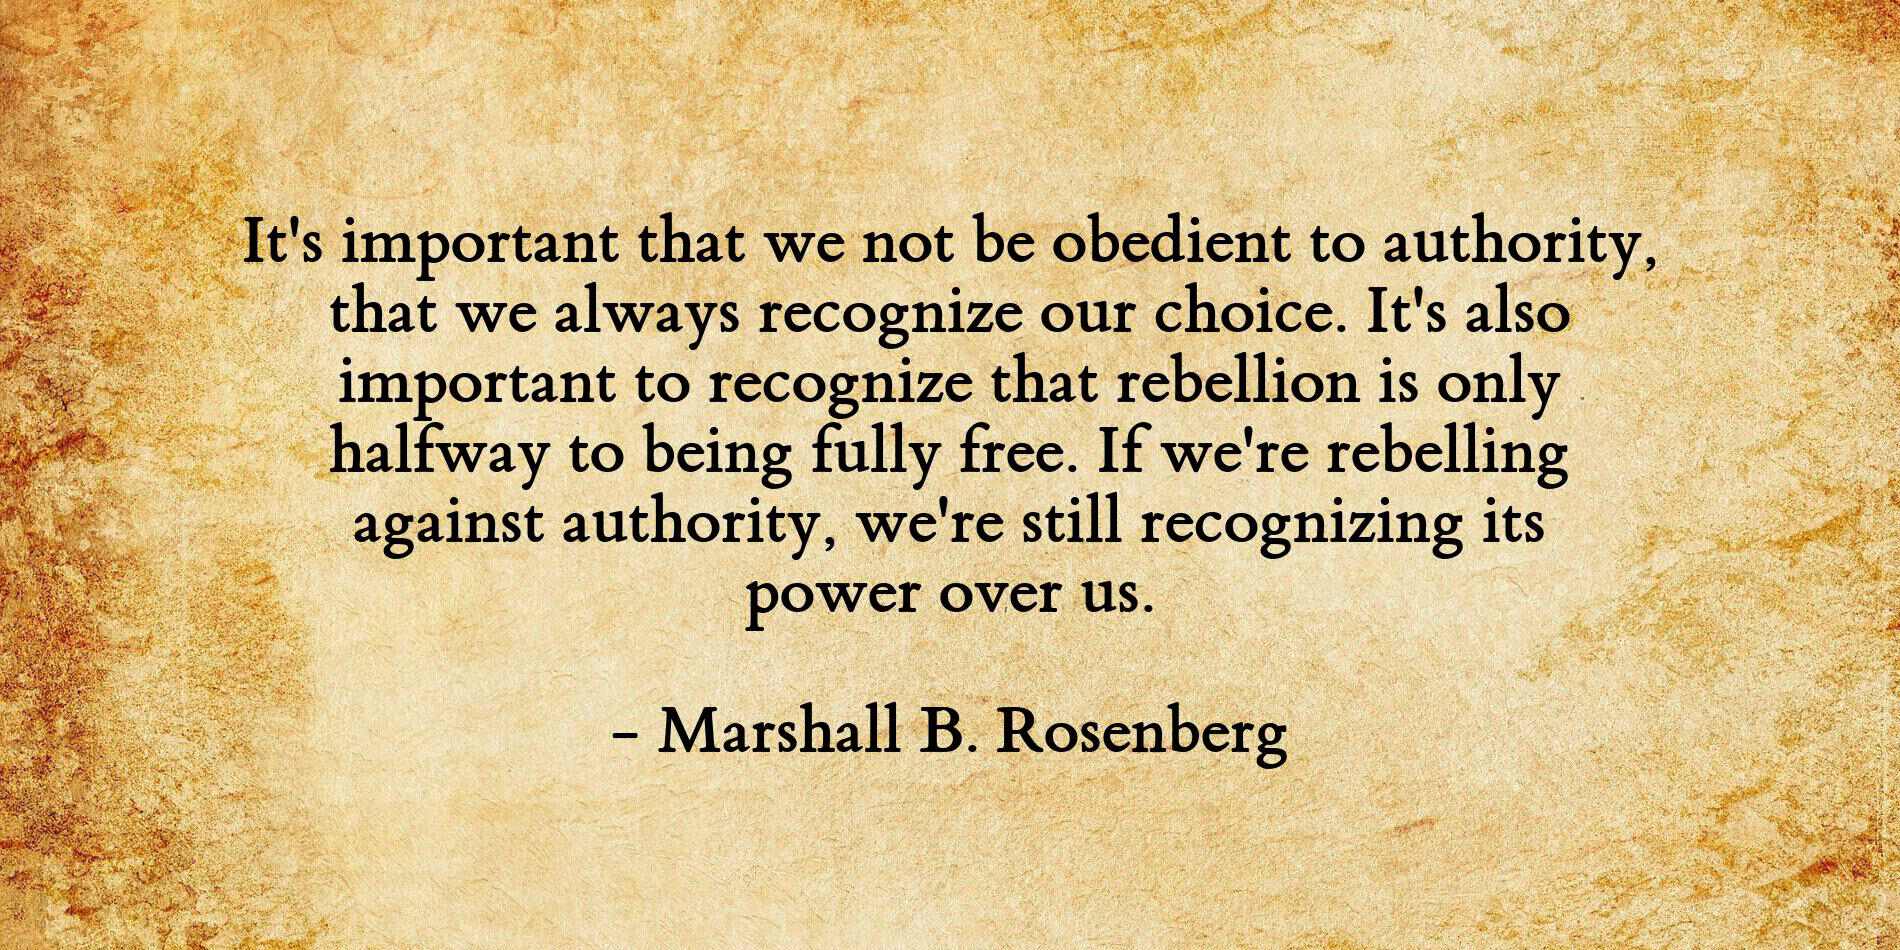 It's important that we not be obedient to authority,
that we always recognize our choice. It's also
important to recognize that rebellion is only
halfway to being fully free. If we're rebelling
against authority, we're still recognizing its
power over us.
– Marshall B. Rosenberg